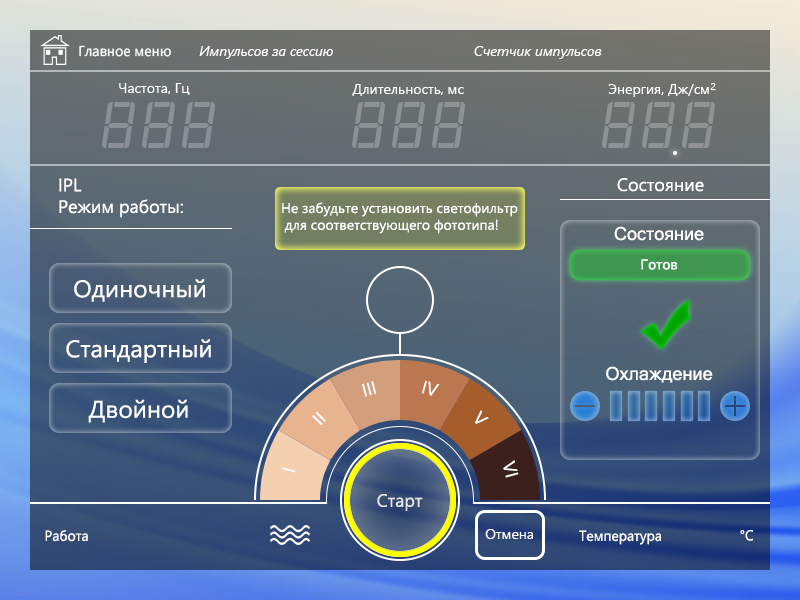 Главное меню
Импульсов за сессию
Счетчик импульсов
Частота, Гц
Длительность, мс
Энергия, Дж/см²
IPL
Режим работы:
Не забудьте установить светофильтр
для соответствующего фототипа!
Состояние
Состояние
Готов
Одиночный
Стандартный
Двойной
Охлаждение
I
II
III
IV
V
VI
Старт
Работа
Отмена
Температура
°C